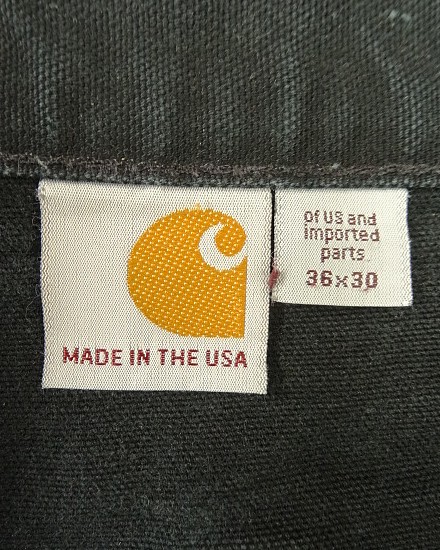 MADE IN THE USA
of US and
imported
parts
36x30